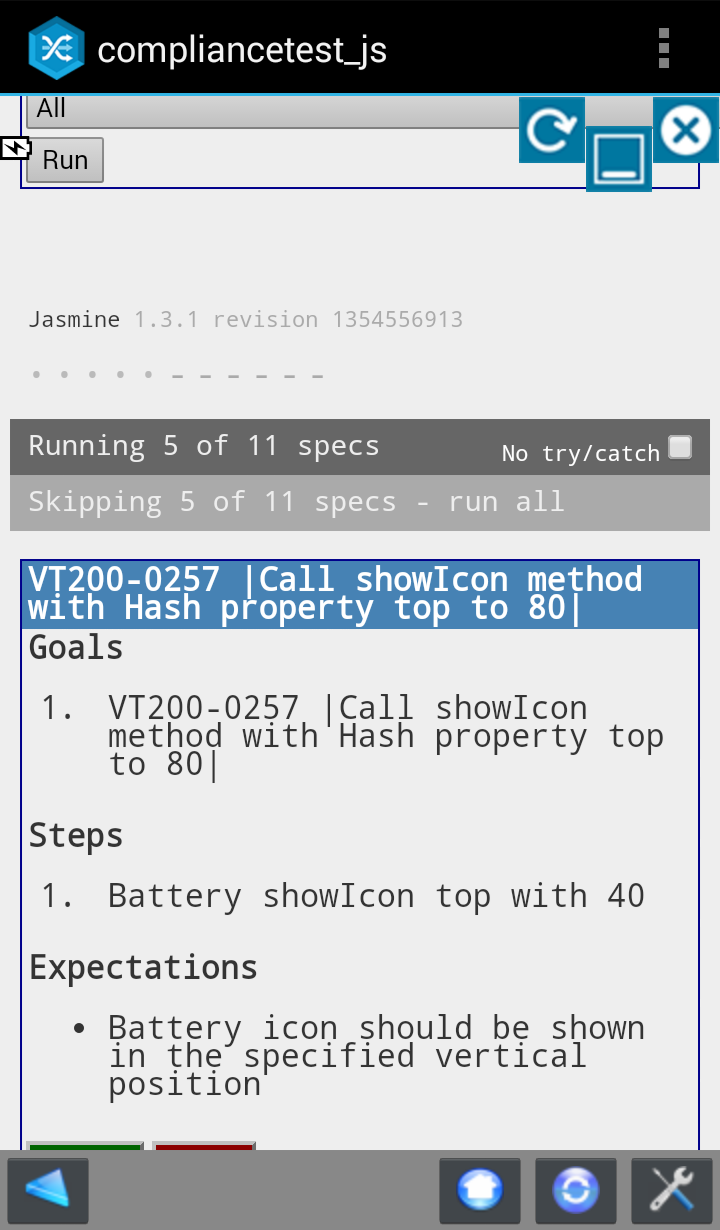 compliancetest_js
All
Run
Jasmine 1.3.1 revision 1354556913
Running 5 of 11 specs
No try/catch
Skipping 5 of 11 specs - run all
VT200-0257 |Call showIcon method
with Hash property top to 80|
Goals
1. VT200-0257 |Call showIcon
method with Hash property top
to 80|
Steps
1. Battery showIcon top with 40
Expectations
• Battery icon should be shown
in the specified vertical
position